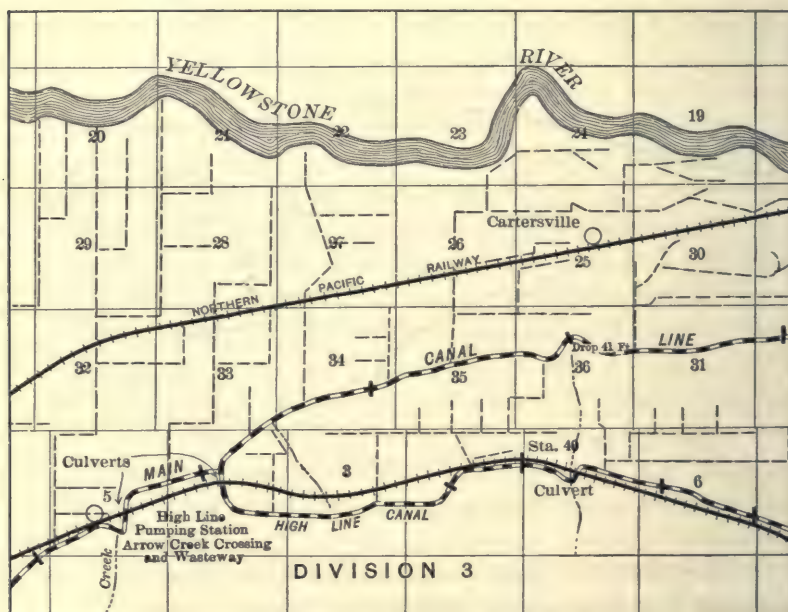 YELLOWSTONE
RIVER
20
21
22
23
24
19
Cartersville
29
28
27
26
25
30
NORTHERN PACIFIC RAILWAY
32
33
34
35
36
31
CANAL
Drop 41 Ft
LINE
Sta. 40
Culverts
MAIN
5
3
6
Culvert
High Line
Pumping Station
Arrow Creek Crossing
and Wasteway
HIGH LINE CANAL
Creek
DIVISION 3